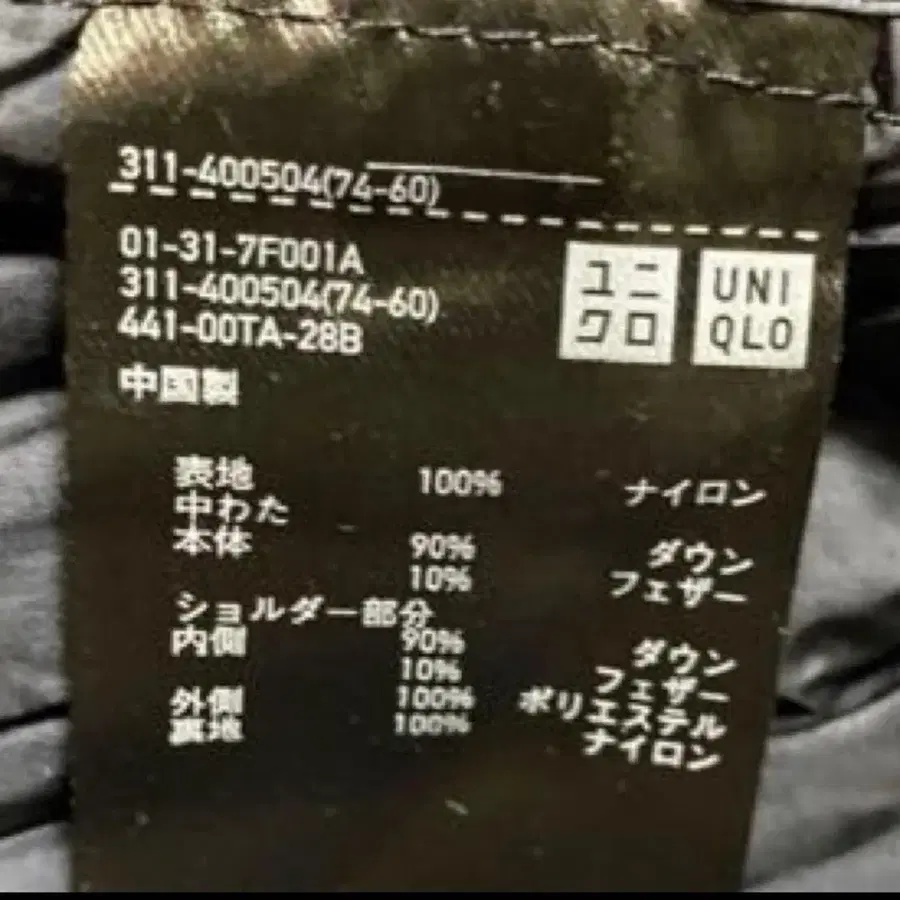 311-400504(74-60)
01-31-7F001A
311-400504(74-60)
441-00TA-28B
ユニ
クロ
UNI
QLO
中国製
表地 100% ナイロン
中わた
本体 90% ダウン
10% フェザー
ショルダー部分
内側 90% ダウン
10% フェザー
外側 100% ポリエステル
裏地 100% ナイロン